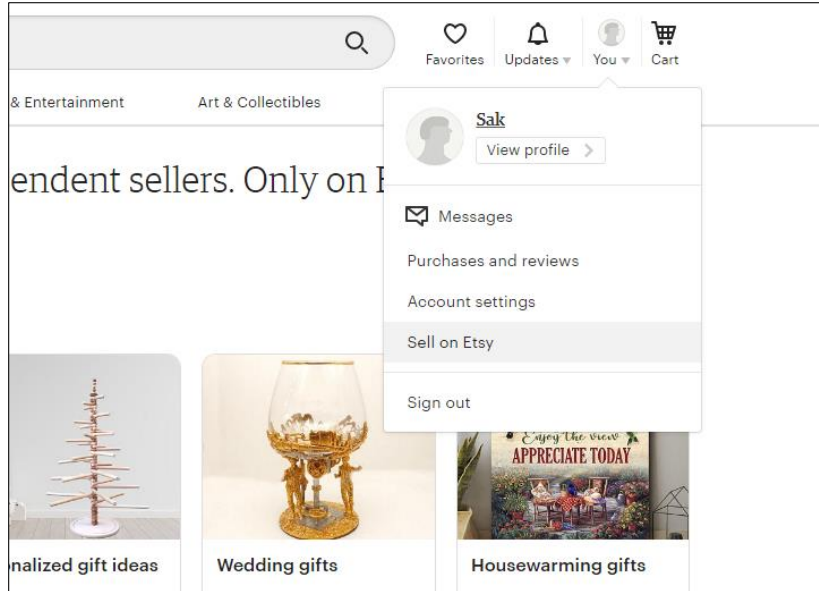 Favorites
Updates
You
Cart
& Entertainment
Art & Collectibles
Sak
View profile
endent sellers. Only on
Messages
Purchases and reviews
Account settings
Sell on Etsy
Sign out
Enjoy the view
APPRECIATE TODAY
nalized gift ideas
Wedding gifts
Housewarming gifts